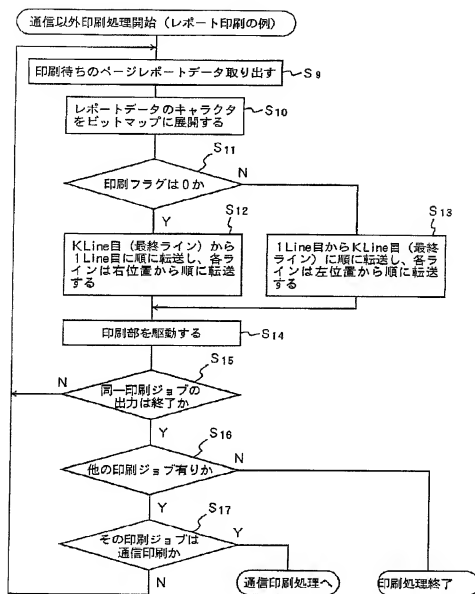 通信以外印刷処理開始（レポート印刷の例）
印刷待ちのページレポートデータ取り出す
S9
レポートデータのキャラクタ
をビットマップに展開する
S10
S11
印刷フラグは0か
N
Y
S12
KLine目（最終ライン）から
1Line目に順に転送し、各ラ
インは右位置から順に転送
する
S13
1Line目からKLine目（最終
ライン）に順に転送し、各ラ
インは左位置から順に転送
する
印刷部を駆動する
S14
S15
同一印刷ジョブの
出力は終了か
N
Y
S16
他の印刷ジョブ有りか
N
Y
S17
その印刷ジョブは
通信印刷か
Y
N
通信印刷処理へ
印刷処理終了